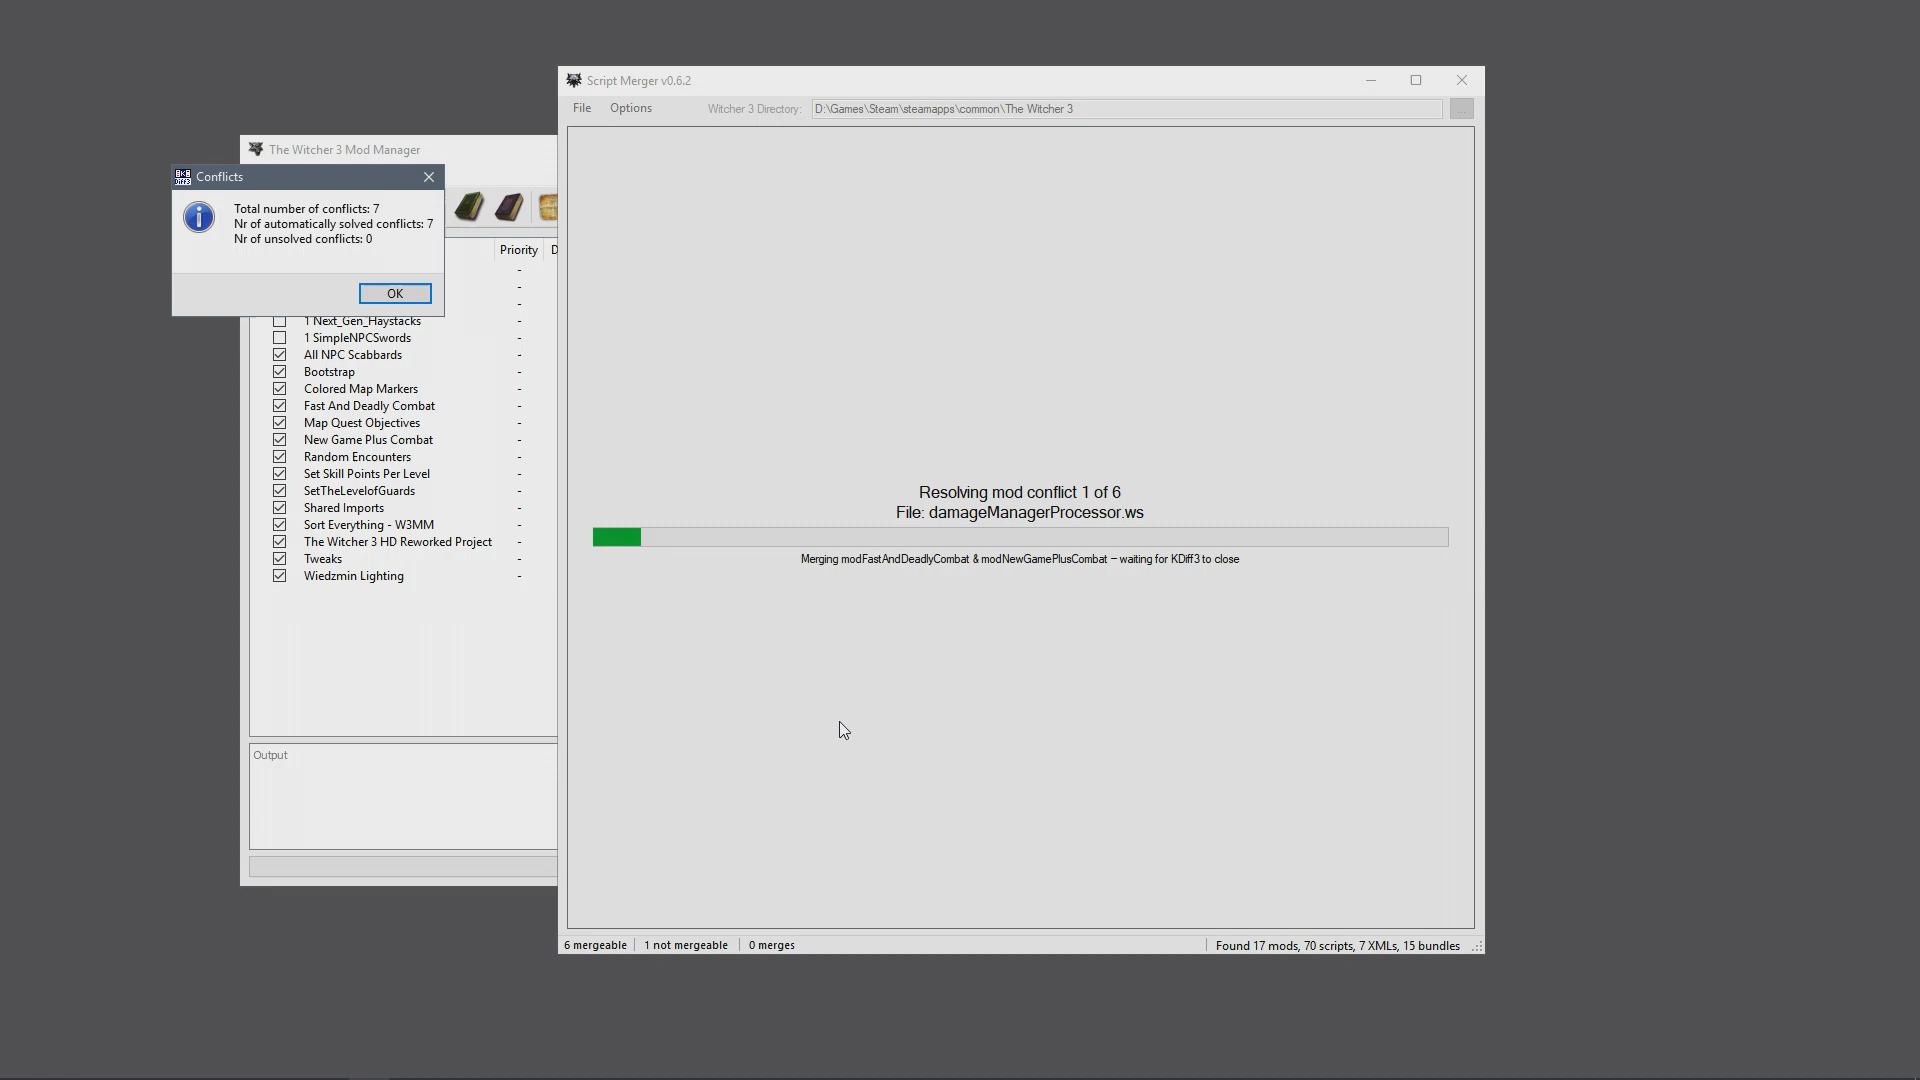 Script Merger v0.6.2
File Options Witcher 3 Directory: D:\Games\Steam\steamapps\common\The Witcher 3 ...
The Witcher 3 Mod Manager
KDiff3 Conflicts
Total number of conflicts: 7
Nr of automatically solved conflicts: 7
Nr of unsolved conflicts: 0
OK
Priority D
-
-
-
1 Next_Gen_Haystacks -
1 SimpleNPCSwords -
All NPC Scabbards -
Bootstrap -
Colored Map Markers -
Fast And Deadly Combat -
Map Quest Objectives -
New Game Plus Combat -
Random Encounters -
Set Skill Points Per Level -
SetTheLevelofGuards -
Shared Imports -
Sort Everything - W3MM -
The Witcher 3 HD Reworked Project -
Tweaks -
Wiedzmin Lighting -
Output
Resolving mod conflict 1 of 6
File: damageManagerProcessor.ws
Merging modFastAndDeadlyCombat & modNewGamePlusCombat — waiting for KDiff3 to close
6 mergeable 1 not mergeable 0 merges Found 17 mods, 70 scripts, 7 XMLs, 15 bundles